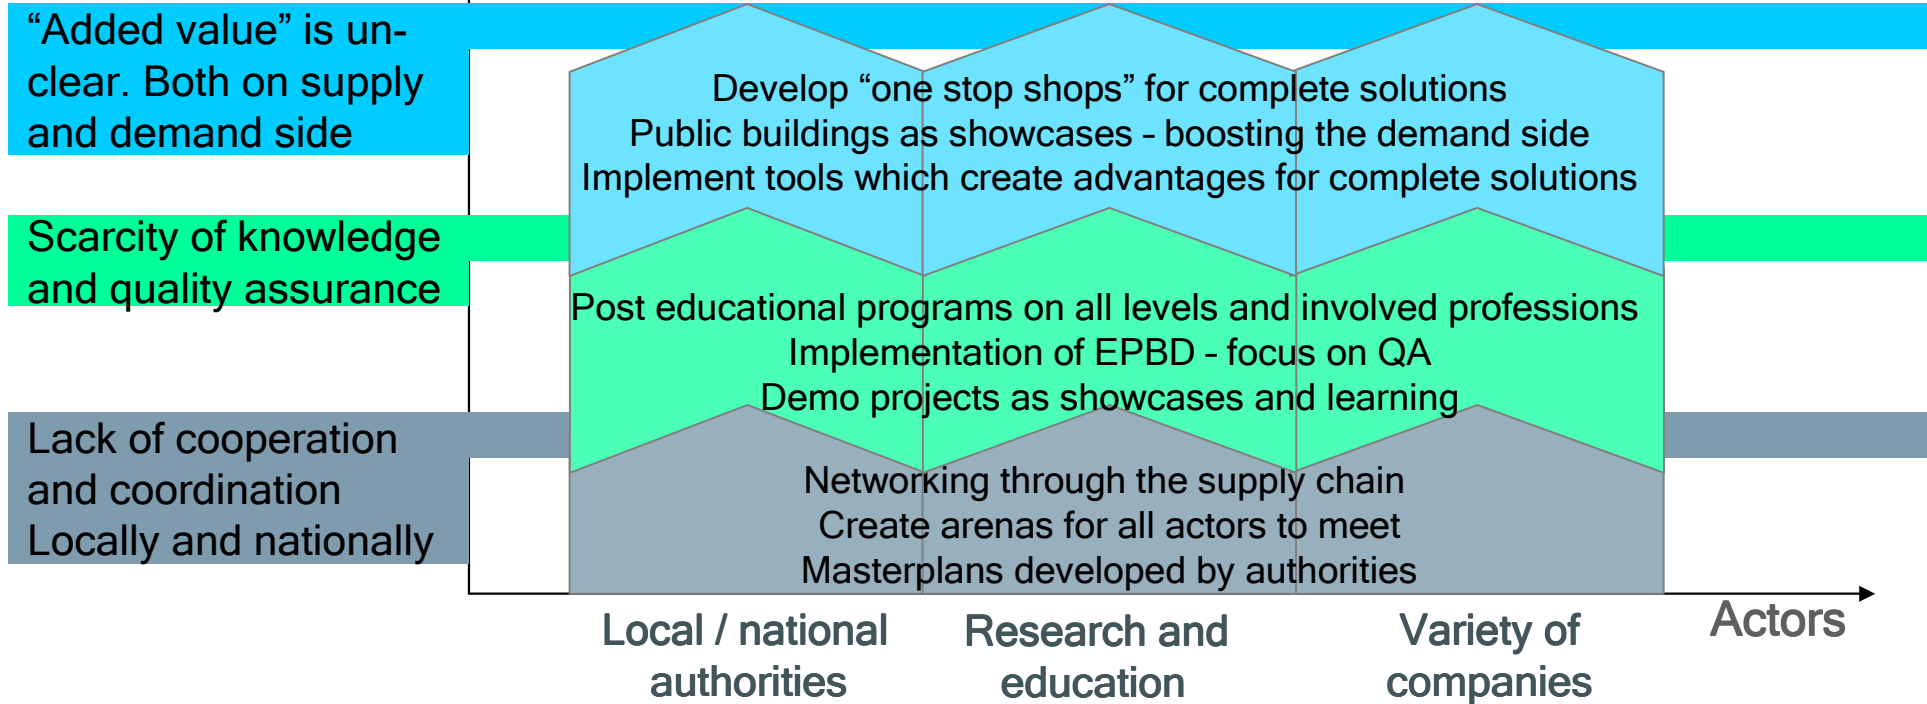 “Added value” is un-
clear. Both on supply
and demand side
Develop “one stop shops” for complete solutions
Public buildings as showcases – boosting the demand side
Implement tools which create advantages for complete solutions
Scarcity of knowledge
and quality assurance
Post educational programs on all levels and involved professions
Implementation of EPBD – focus on QA
Demo projects as showcases and learning
Lack of cooperation
and coordination
Locally and nationally
Networking through the supply chain
Create arenas for all actors to meet
Masterplans developed by authorities
Local / national
authorities
Research and
education
Variety of
companies
Actors